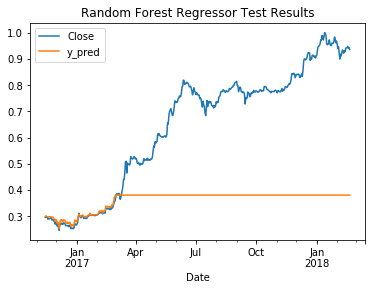 Random Forest Regressor Test Results
Close
y_pred
1.0
0.9
0.8
0.7
0.6
0.5
0.4
0.3
Jan
2017
Apr
Jul
Oct
Jan
2018
Date